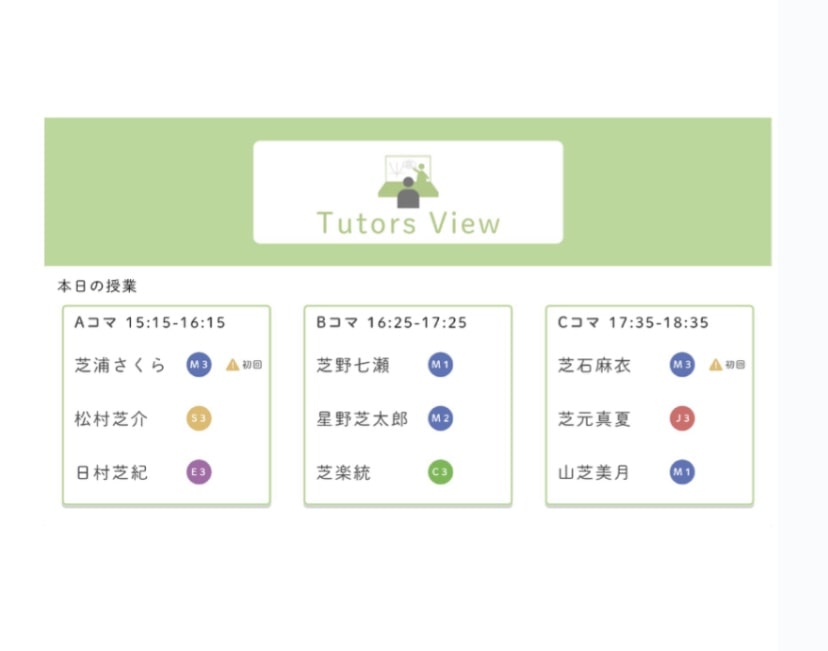 Tutors View
本日の授業
Aコマ 15:15-16:15
芝浦さくら M3 初回
松村芝介 S3
日村芝紀 E3
Bコマ 16:25-17:25
芝野七瀬 M1
星野芝太郎 M2
芝楽統 C3
Cコマ 17:35-18:35
芝石麻衣 M3 初回
芝元真夏 J3
山芝美月 M1